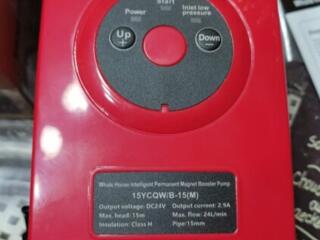 Start
Power Inlet low
pressure
Up Down
+ −
Whole House Intelligent Permanent Magnet Booster Pump
15YCQW/B-15(M)
Output voltage: DC24V Output current: 2.5A
Max. head: 15m Max. flow: 24L/min
Insulation: Class H Pipe:15mm